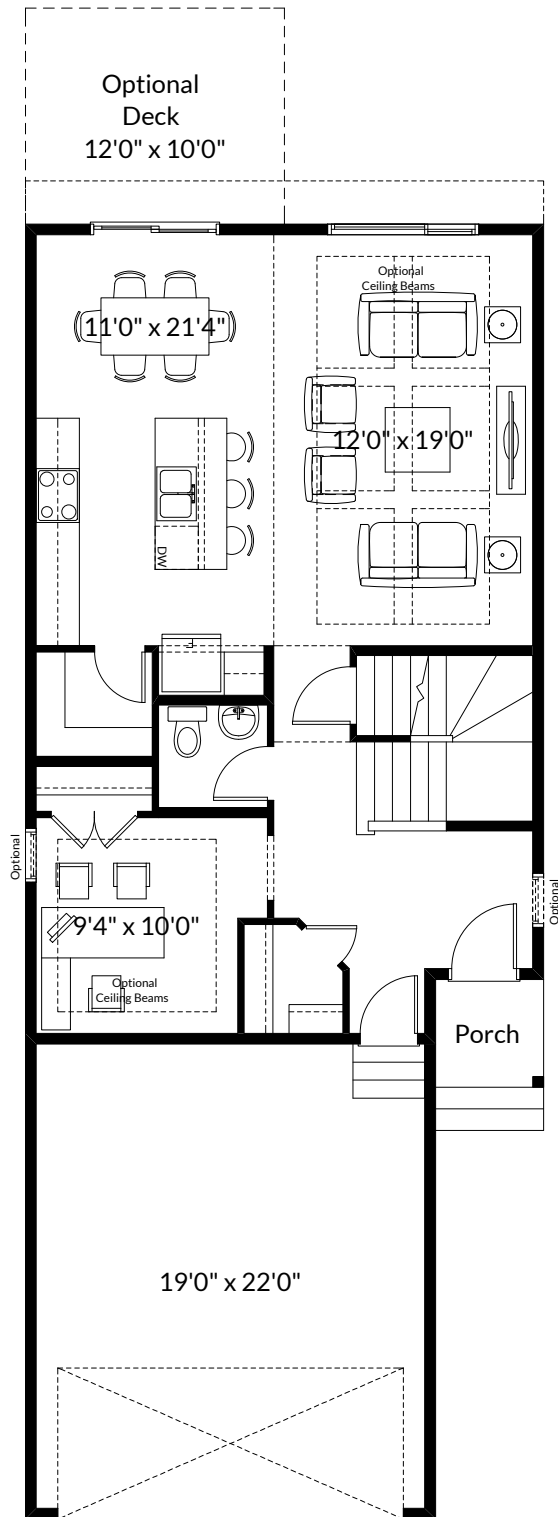 Optional
Deck
12'0" x 10'0"
Optional
Ceiling Beams
11'0" x 21'4"
12'0" x 19'0"
DW
F
Optional
9'4" x 10'0"
Optional
Optional
Ceiling Beams
Porch
19'0" x 22'0"